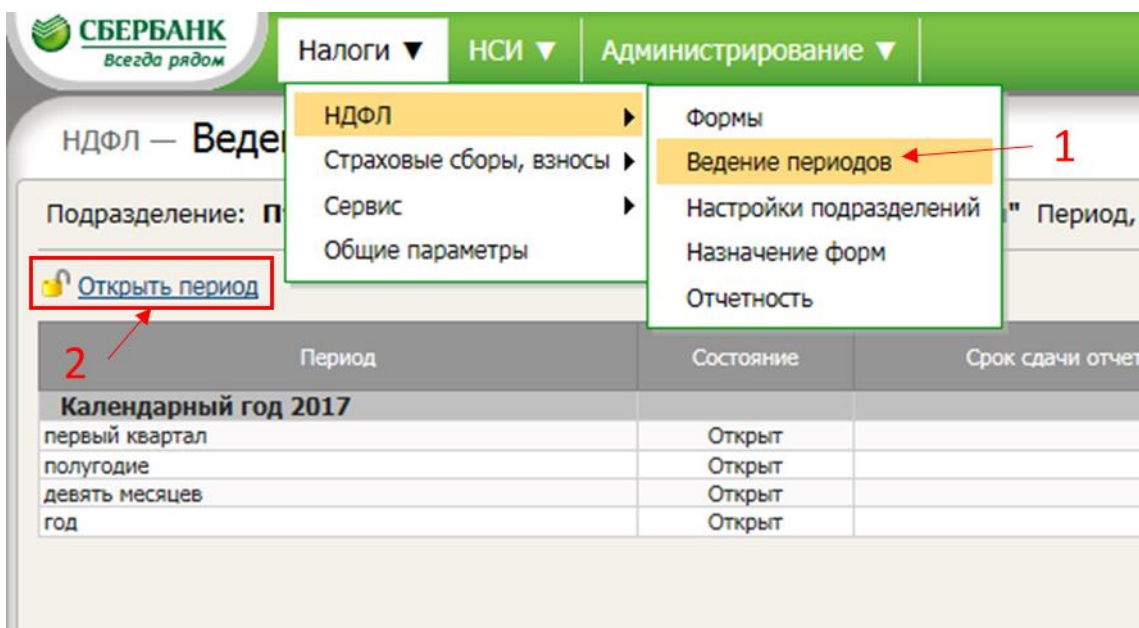 СБЕРБАНК
Всегда рядом
Налоги ▼ НСИ ▼ Администрирование ▼
НДФЛ — 
НДФЛ
Страховые сборы, взносы
Сервис
Общие параметры
Формы
Ведение периодов
1
Настройки подразделений
Назначение форм
Отчетность
Подразделение: " Период,
Открыть период
2
Период Состояние Срок сдачи
Календарный год 2017
первый квартал Открыт
полугодие Открыт
девять месяцев Открыт
год Открыт